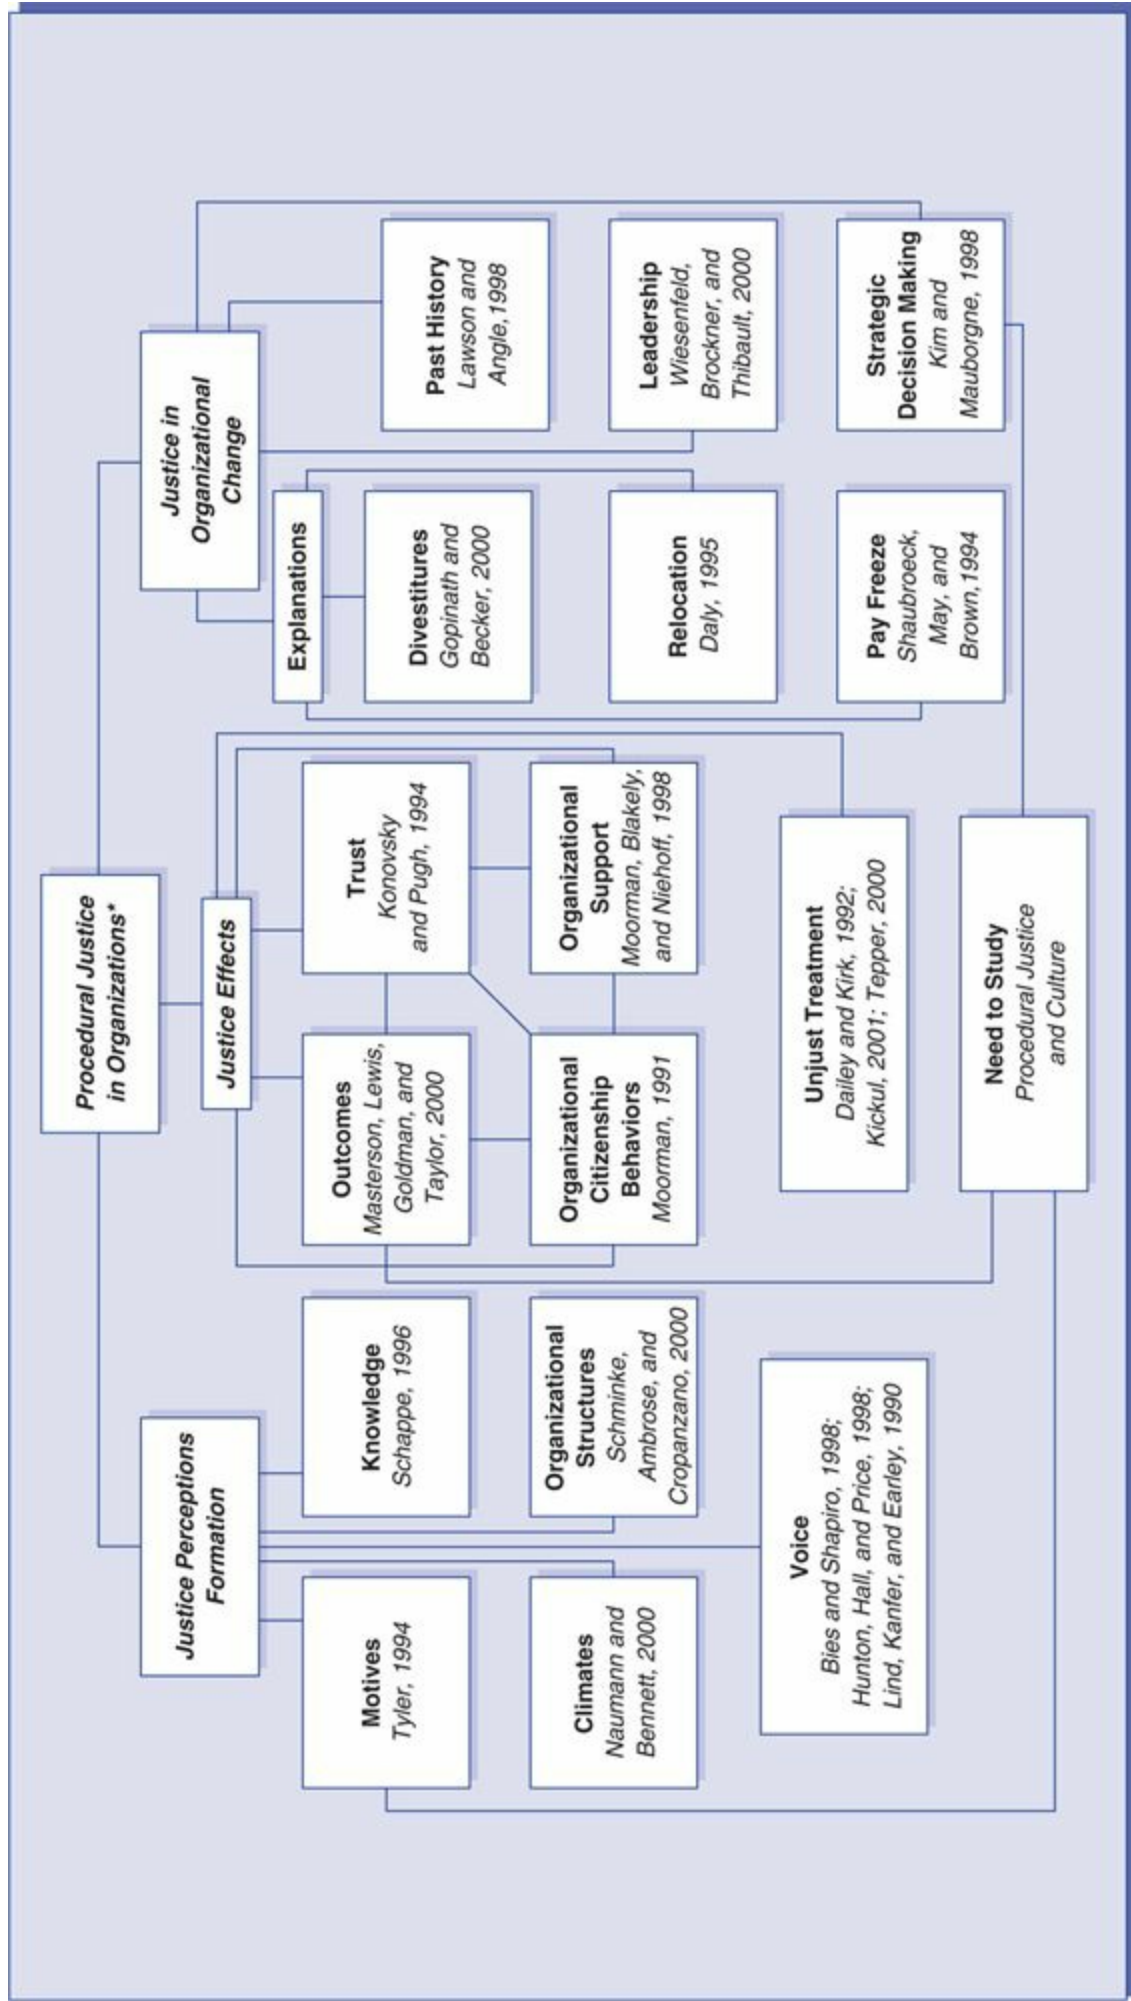 Procedural Justice
in Organizations*
Justice Perceptions
Formation
Justice Effects
Justice in
Organizational
Change
Motives
Tyler, 1994
Knowledge
Schappe, 1996
Climates
Naumann and
Bennett, 2000
Organizational
Structures
Schminke,
Ambrose, and
Cropanzano, 2000
Voice
Bies and Shapiro, 1998;
Hunton, Hall, and Price, 1998;
Lind, Kanfer, and Earley, 1990
Outcomes
Masterson, Lewis,
Goldman, and
Taylor, 2000
Trust
Konovsky
and Pugh, 1994
Organizational
Citizenship
Behaviors
Moorman, 1991
Organizational
Support
Moorman, Blakely,
and Niehoff, 1998
Unjust Treatment
Dailey and Kirk, 1992;
Kickul, 2001; Tepper, 2000
Need to Study
Procedural Justice
and Culture
Explanations
Divestitures
Gopinath and
Becker, 2000
Relocation
Daly, 1995
Pay Freeze
Shaubroeck,
May, and
Brown,1994
Past History
Lawson and
Angle,1998
Leadership
Wiesenfeld,
Brockner, and
Thibault, 2000
Strategic
Decision Making
Kim and
Mauborgne, 1998